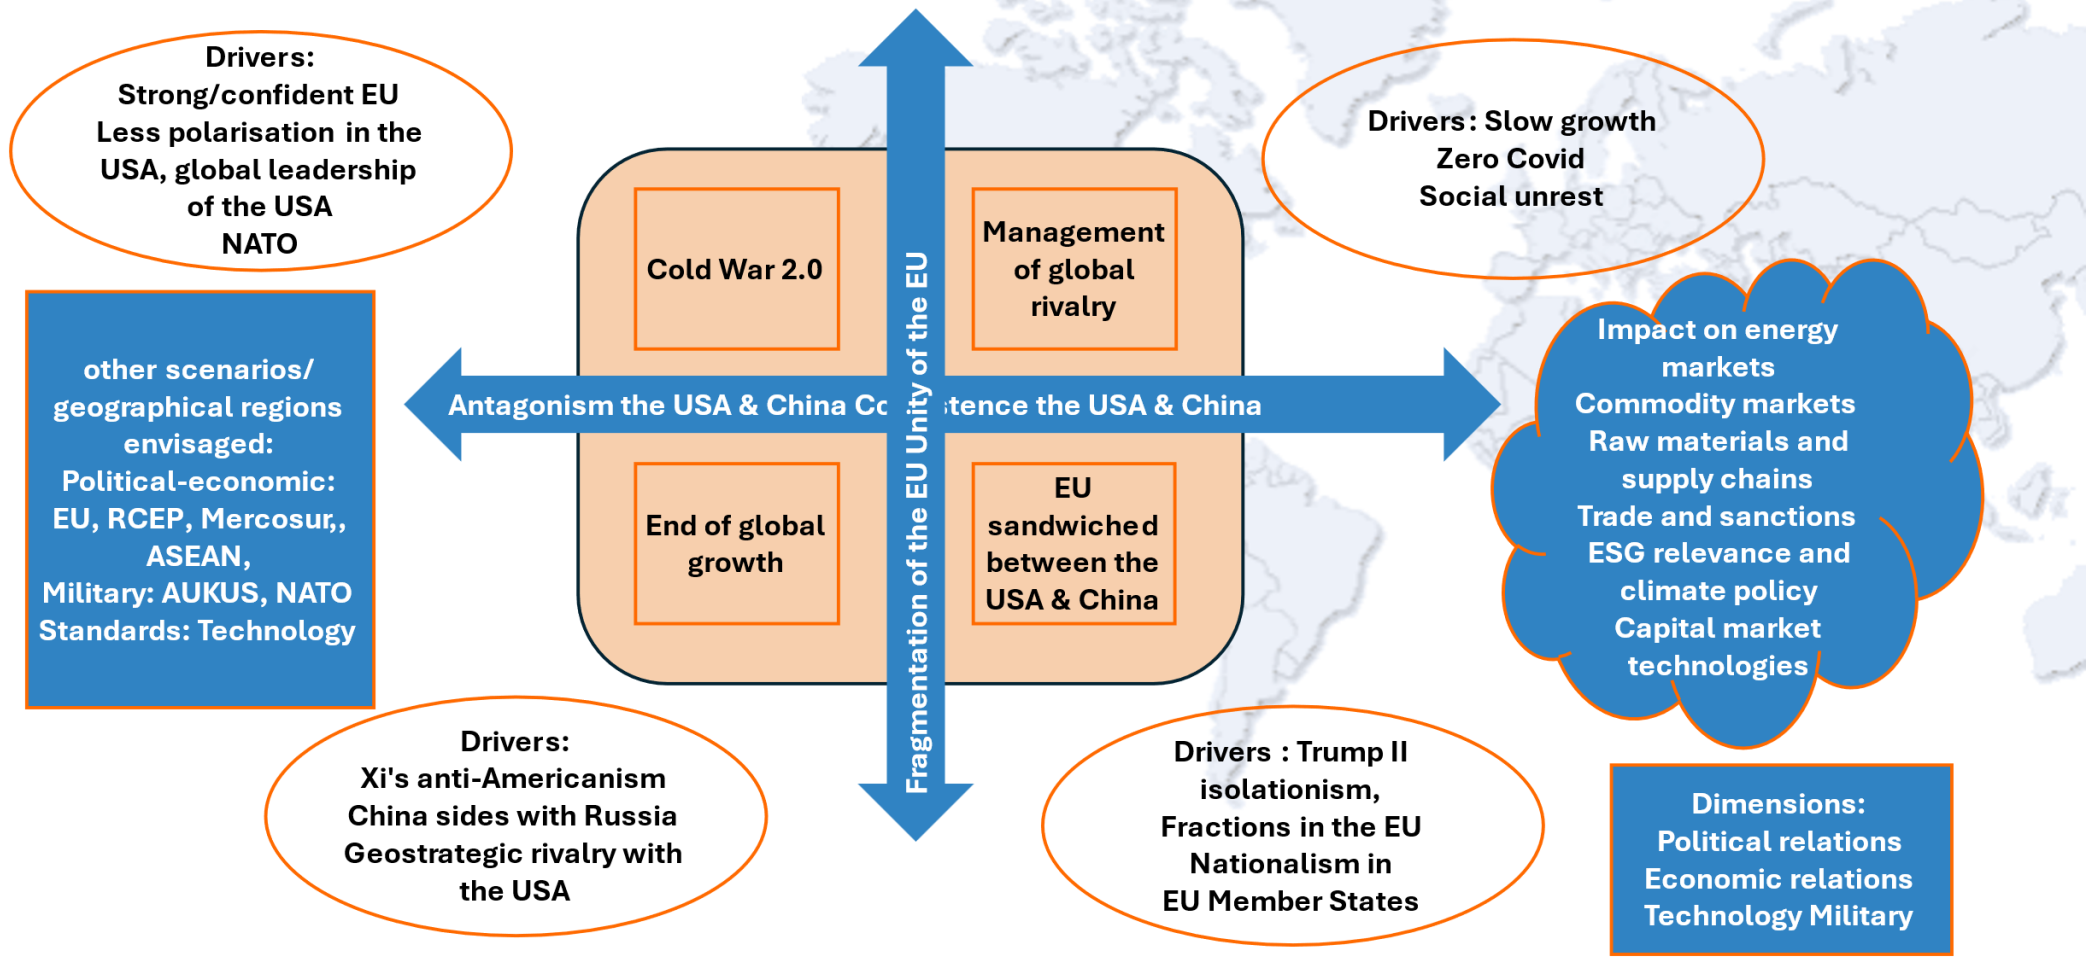 Drivers:
Strong/confident EU
Less polarisation in the
USA, global leadership
of the USA
NATO
Drivers: Slow growth
Zero Covid
Social unrest
Cold War 2.0
Management
of global
rivalry
Antagonism the USA & China Co stence the USA & China
Fragmentation of the EU Unity of the EU
End of global
growth
EU
sandwiched
between the
USA & China
other scenarios/
geographical regions
envisaged:
Political-economic:
EU, RCEP, Mercosur,,
ASEAN,
Military: AUKUS, NATO
Standards: Technology
Impact on energy
markets
Commodity markets
Raw materials and
supply chains
Trade and sanctions
ESG relevance and
climate policy
Capital market
technologies
Drivers:
Xi's anti-Americanism
China sides with Russia
Geostrategic rivalry with
the USA
Drivers : Trump II
isolationism,
Fractions in the EU
Nationalism in
EU Member States
Dimensions:
Political relations
Economic relations
Technology Military